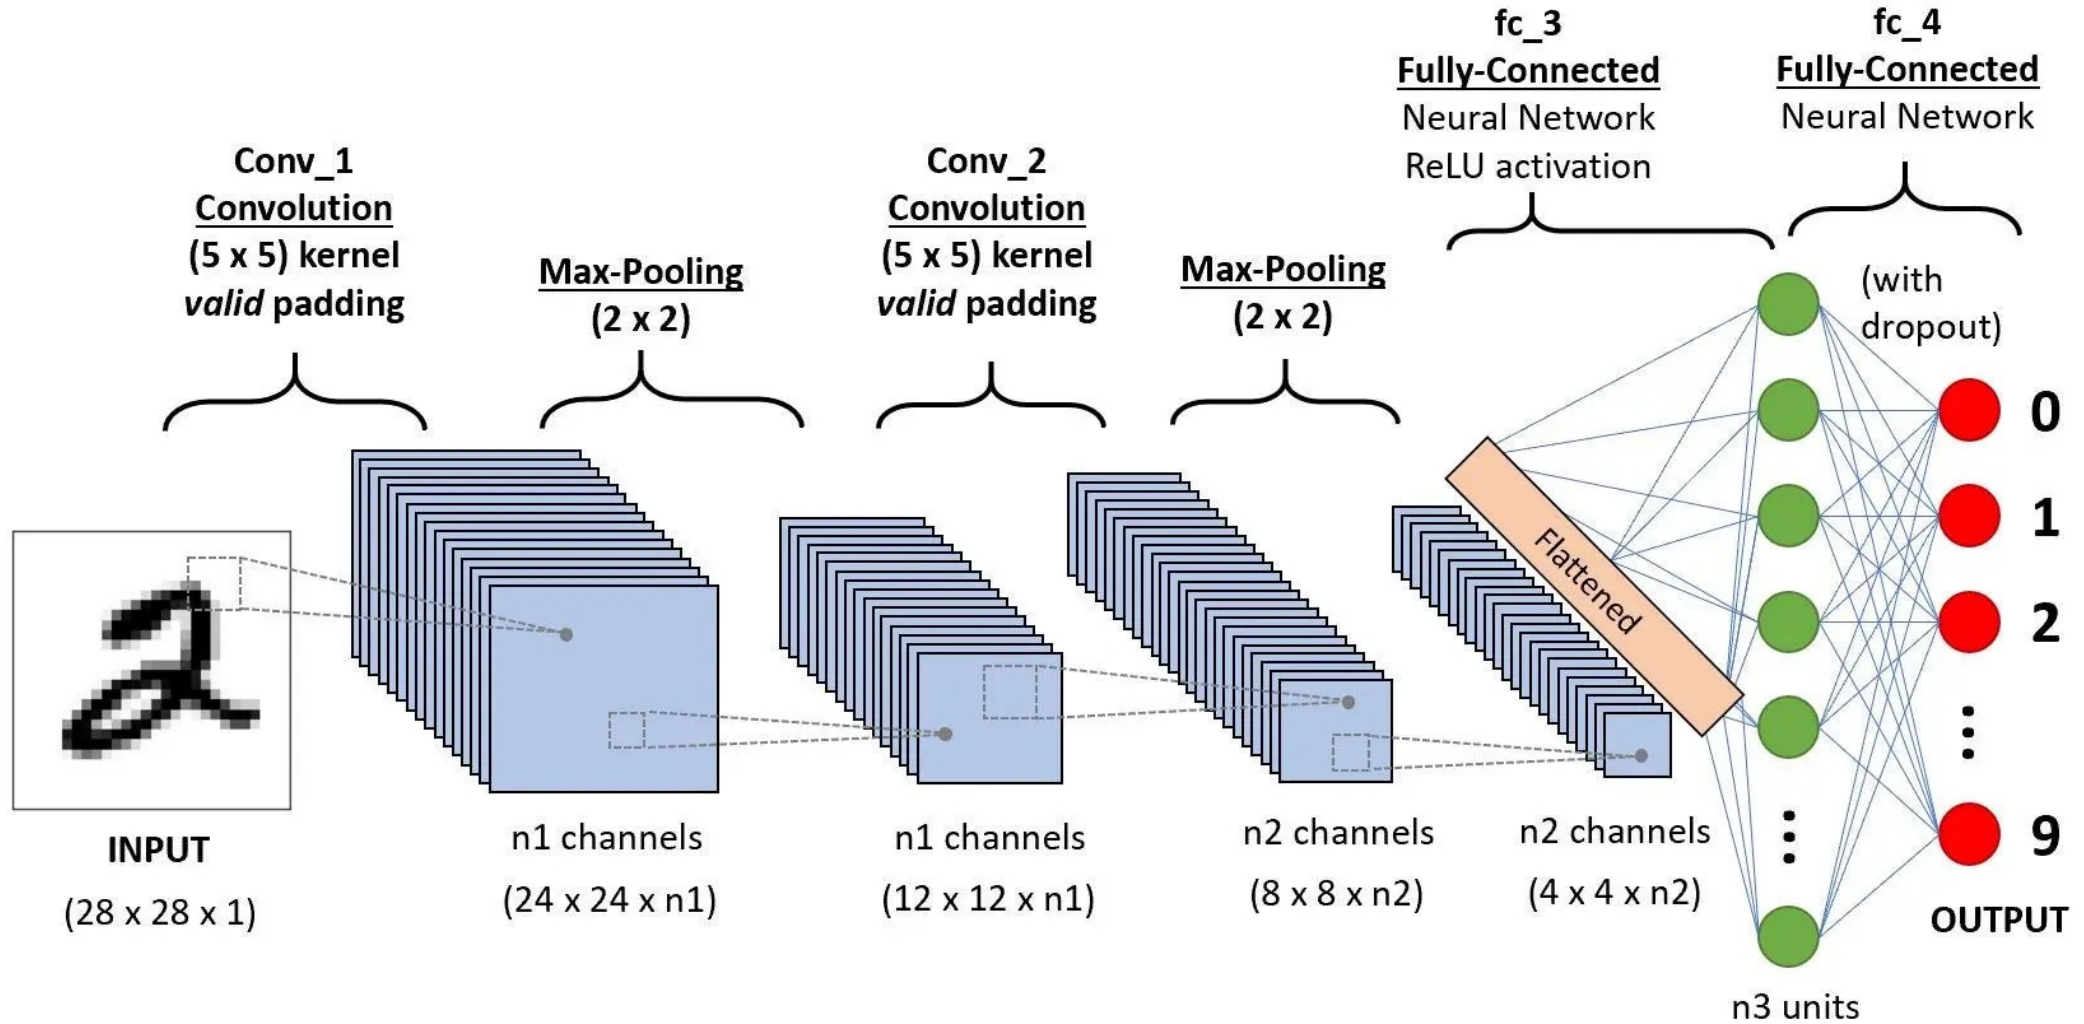 Conv_1
Convolution
(5 x 5) kernel
valid padding
Max-Pooling
(2 x 2)
Conv_2
Convolution
(5 x 5) kernel
valid padding
Max-Pooling
(2 x 2)
fc_3
Fully-Connected
Neural Network
ReLU activation
fc_4
Fully-Connected
Neural Network
(with
dropout)
Flattened
0
1
2
9
INPUT
(28 x 28 x 1)
n1 channels
(24 x 24 x n1)
n1 channels
(12 x 12 x n1)
n2 channels
(8 x 8 x n2)
n2 channels
(4 x 4 x n2)
n3 units
OUTPUT